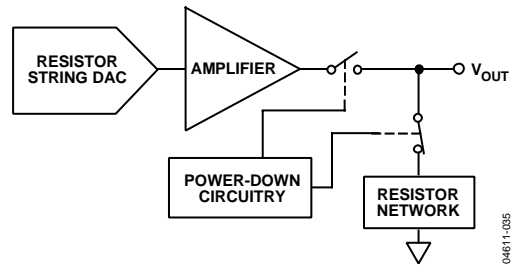 RESISTOR
STRING DAC
AMPLIFIER
VOUT
POWER-DOWN
CIRCUITRY
RESISTOR
NETWORK
04611-035